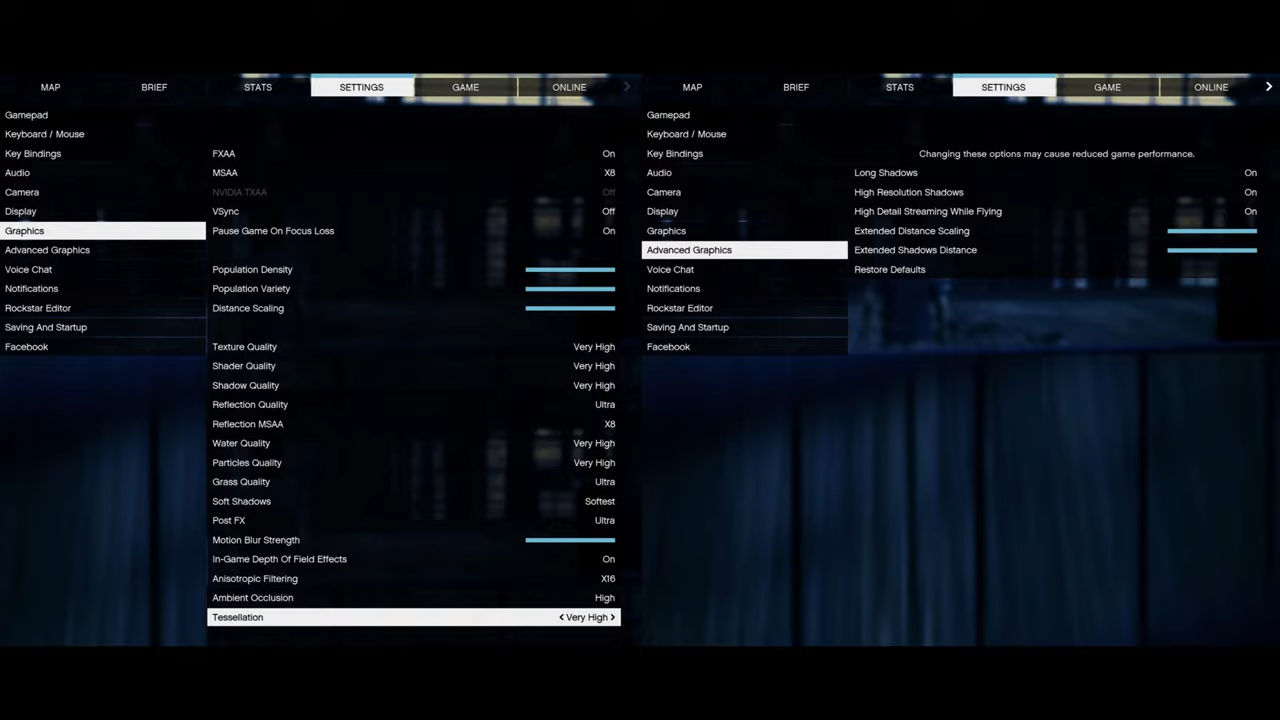 MAP BRIEF STATS SETTINGS GAME ONLINE
Gamepad
Keyboard / Mouse
Key Bindings
Audio
Camera
Display
Graphics
Advanced Graphics
Voice Chat
Notifications
Rockstar Editor
Saving And Startup
Facebook
FXAA On
MSAA X8
NVIDIA TXAA Off
VSync Off
Pause Game On Focus Loss On
Population Density
Population Variety
Distance Scaling
Texture Quality Very High
Shader Quality Very High
Shadow Quality Very High
Reflection Quality Ultra
Reflection MSAA X8
Water Quality Very High
Particles Quality Very High
Grass Quality Ultra
Soft Shadows Softest
Post FX Ultra
Motion Blur Strength
In-Game Depth Of Field Effects On
Anisotropic Filtering X16
Ambient Occlusion High
Tessellation < Very High >
MAP BRIEF STATS SETTINGS GAME ONLINE
Gamepad
Keyboard / Mouse
Key Bindings
Audio
Camera
Display
Graphics
Advanced Graphics
Voice Chat
Notifications
Rockstar Editor
Saving And Startup
Facebook
Changing these options may cause reduced game performance.
Long Shadows On
High Resolution Shadows On
High Detail Streaming While Flying On
Extended Distance Scaling
Extended Shadows Distance
Restore Defaults